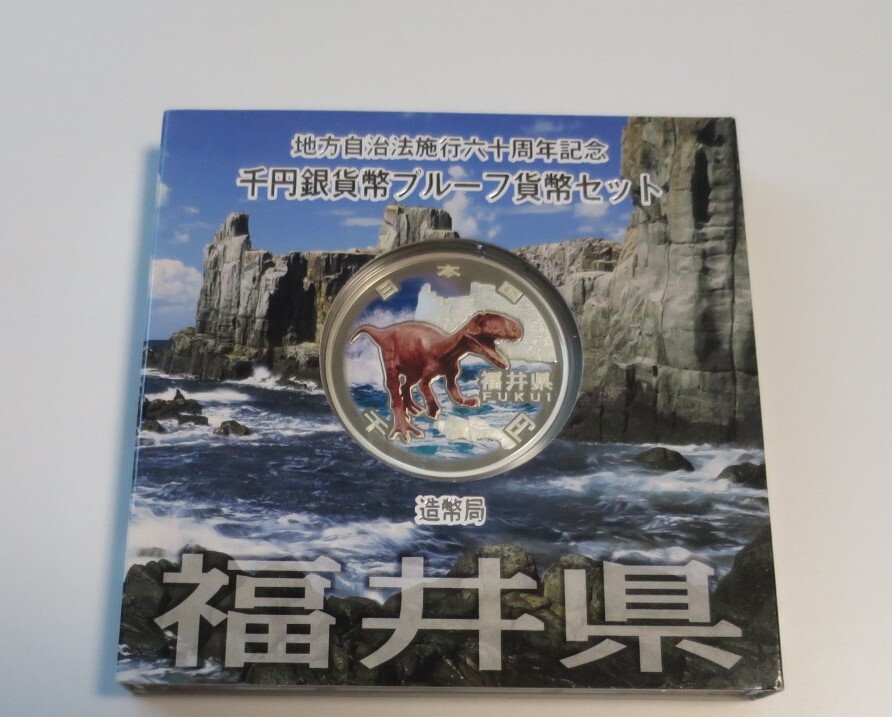 地方自治法施行六十周年記念
千円銀貨幣プルーフ貨幣セット
日本国
福井県
FUKUI
千円
造幣局
福井県